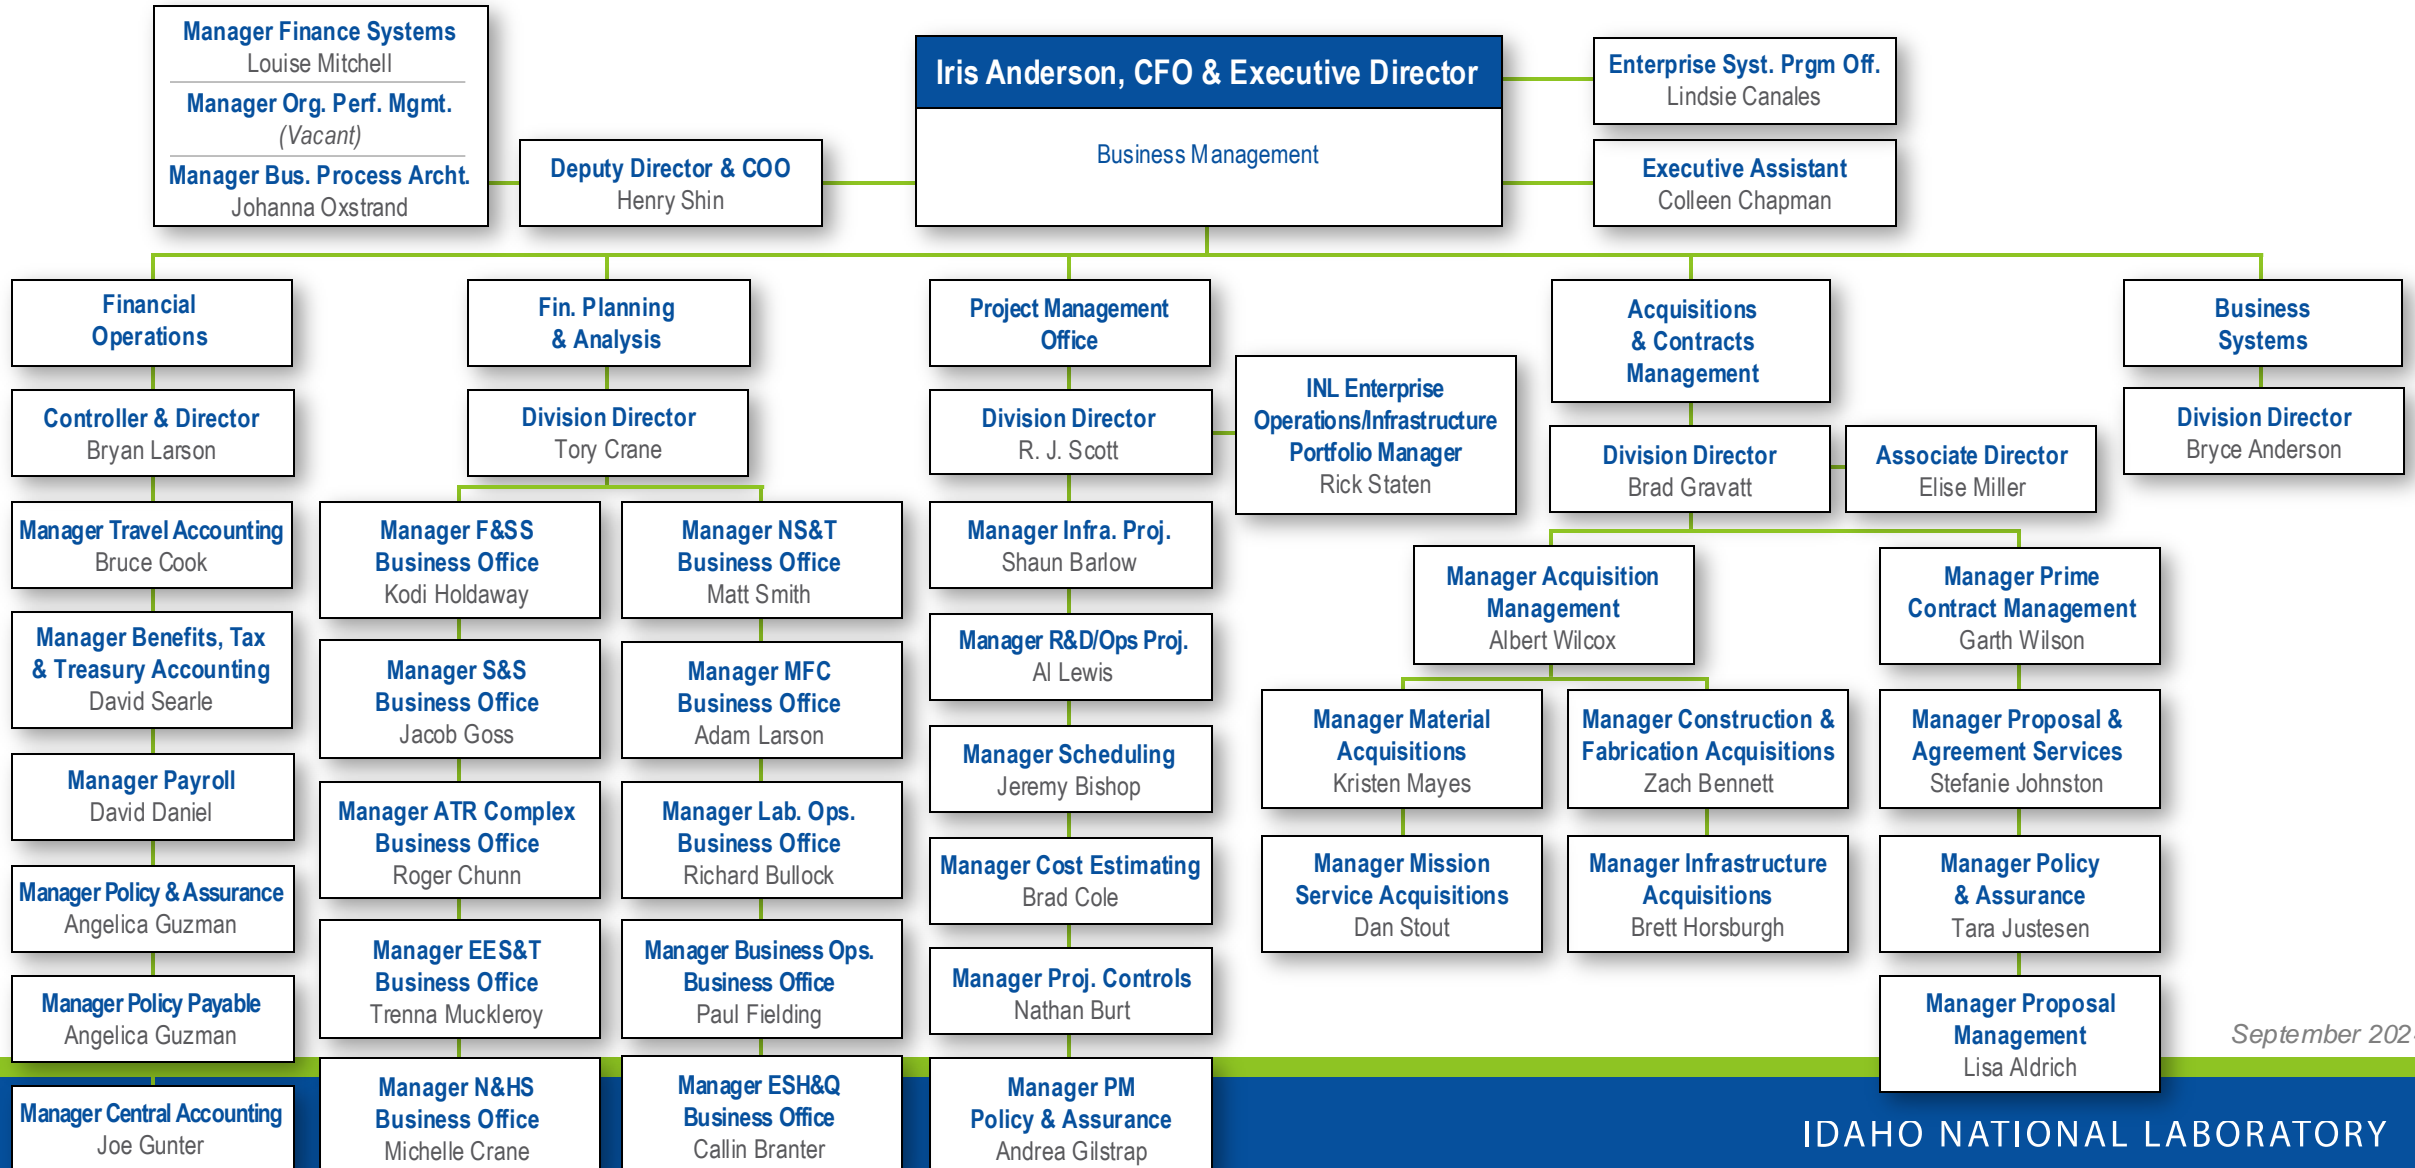 Manager Finance Systems
Louise Mitchell
Manager Org. Perf. Mgmt.
(Vacant)
Manager Bus. Process Archt.
Johanna Oxstrand
Deputy Director & COO
Henry Shin
Iris Anderson, CFO & Executive Director
Business Management
Enterprise Syst. Prgm Off.
Lindsie Canales
Executive Assistant
Colleen Chapman
Financial
Operations
Controller & Director
Bryan Larson
Manager Travel Accounting
Bruce Cook
Manager Benefits, Tax
& Treasury Accounting
David Searle
Manager Payroll
David Daniel
Manager Policy & Assurance
Angelica Guzman
Manager Policy Payable
Angelica Guzman
Manager Central Accounting
Joe Gunter
Fin. Planning
& Analysis
Division Director
Tory Crane
Manager F&SS
Business Office
Kodi Holdaway
Manager S&S
Business Office
Jacob Goss
Manager ATR Complex
Business Office
Roger Chunn
Manager EES&T
Business Office
Trenna Muckleroy
Manager N&HS
Business Office
Michelle Crane
Manager NS&T
Business Office
Matt Smith
Manager MFC
Business Office
Adam Larson
Manager Lab. Ops.
Business Office
Richard Bullock
Manager Business Ops.
Business Office
Paul Fielding
Manager ESH&Q
Business Office
Callin Branter
Project Management
Office
Division Director
R. J. Scott
INL Enterprise
Operations/Infrastructure
Portfolio Manager
Rick Staten
Manager Infra. Proj.
Shaun Barlow
Manager R&D/Ops Proj.
Al Lewis
Manager Scheduling
Jeremy Bishop
Manager Cost Estimating
Brad Cole
Manager Proj. Controls
Nathan Burt
Manager PM
Policy & Assurance
Andrea Gilstrap
Acquisitions
& Contracts
Management
Division Director
Brad Gravatt
Associate Director
Elise Miller
Manager Acquisition
Management
Albert Wilcox
Manager Material
Acquisitions
Kristen Mayes
Manager Mission
Service Acquisitions
Dan Stout
Manager Construction &
Fabrication Acquisitions
Zach Bennett
Manager Infrastructure
Acquisitions
Brett Horsburgh
Manager Prime
Contract Management
Garth Wilson
Manager Proposal &
Agreement Services
Stefanie Johnston
Manager Policy
& Assurance
Tara Justesen
Manager Proposal
Management
Lisa Aldrich
Business
Systems
Division Director
Bryce Anderson
September
IDAHO NATIONAL LABORATORY